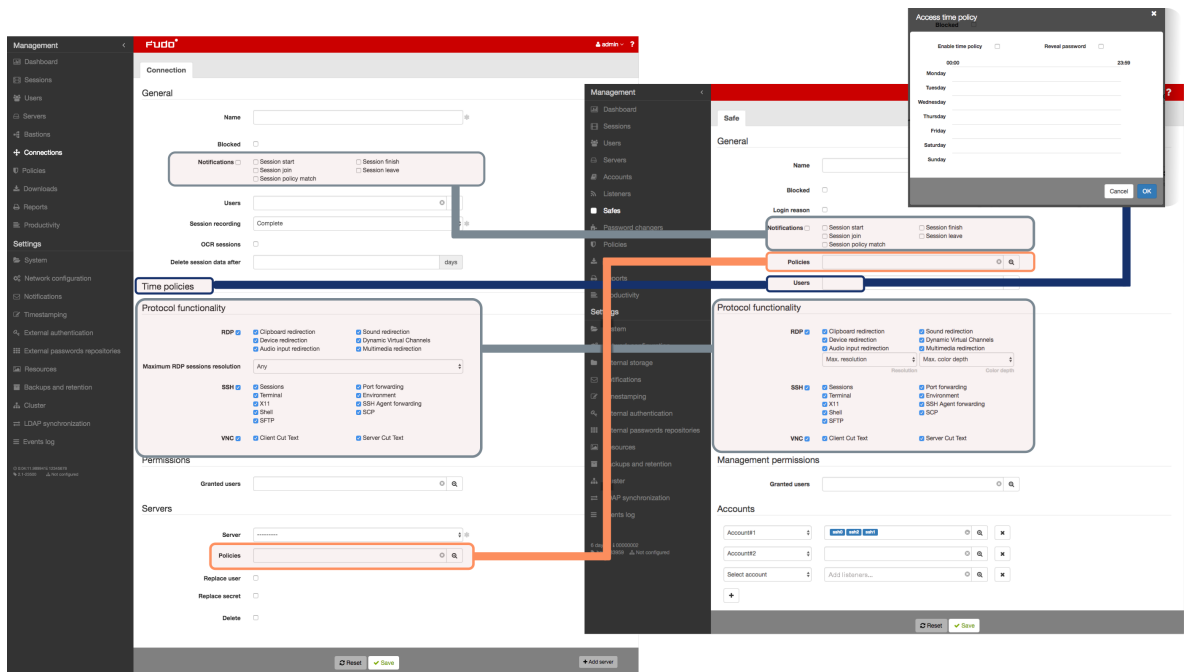 Access time policy
Blocked
Enable time policy
Reveal password
00:00
23:59
Monday
Tuesday
Wednesday
Thursday
Friday
Saturday
Sunday
Cancel
OK
Management
Dashboard
Sessions
Users
Servers
Bastions
Connections
Policies
Downloads
Reports
Productivity
Settings
System
Network configuration
Notifications
Timestamping
External authentication
External passwords repositories
Resources
Backups and retention
Cluster
LDAP synchronization
Events log
Not configured
FUDO
admin ?
Connection
General
Name
Blocked
Notifications
Session start
Session finish
Session join
Session leave
Session policy match
Users
Session recording
Complete
OCR sessions
Delete session data after
days
Time policies
Protocol functionality
RDP
Clipboard redirection
Sound redirection
Device redirection
Dynamic Virtual Channels
Audio input redirection
Multimedia redirection
Maximum RDP sessions resolution
Any
SSH
Sessions
Port forwarding
Terminal
Environment
X11
SSH Agent forwarding
Shell
SCP
SFTP
VNC
Client Cut Text
Server Cut Text
Permissions
Granted users
Servers
Server
---------
Policies
Replace user
Replace secret
Delete
Reset
Save
+ Add server
Management
Dashboard
Sessions
Users
Servers
Accounts
Listeners
Safes
Password changers
Policies
Productivity
System
Not configured
?
Safe
General
Name
Blocked
Login reason
Notifications
Session start
Session finish
Session join
Session leave
Session policy match
Policies
Users
Protocol functionality
RDP
Clipboard redirection
Sound redirection
Device redirection
Dynamic Virtual Channels
Audio input redirection
Multimedia redirection
Max. resolution
Max. color depth
Resolution
Color depth
SSH
Sessions
Port forwarding
Terminal
Environment
X11
SSH Agent forwarding
Shell
SCP
SFTP
VNC
Client Cut Text
Server Cut Text
Management permissions
Granted users
Accounts
Account#1
ssh0 ssh2 ssh1
Account#2
Select account
Add listeners...
+
Reset
Save